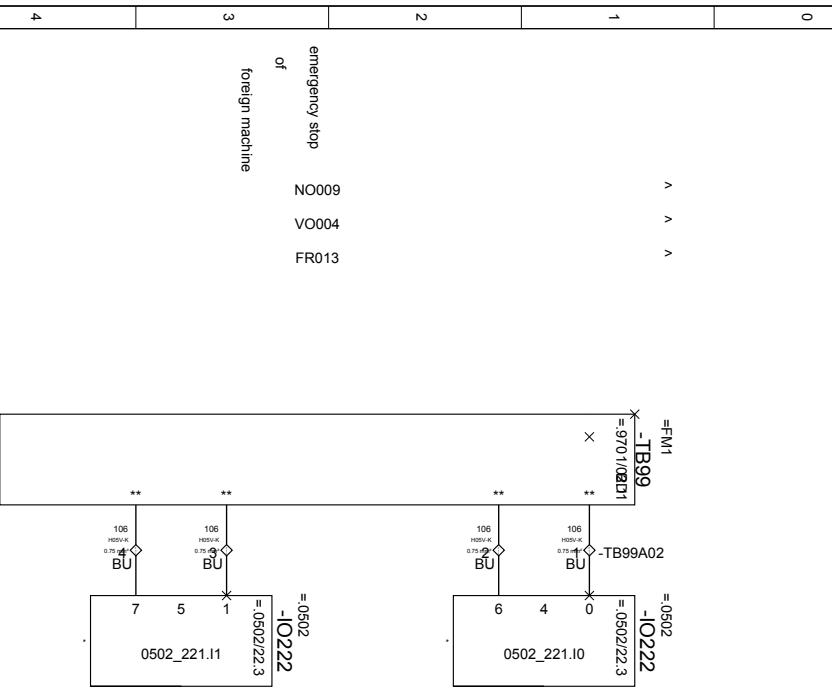 4 3 2 1 0
emergency stop
of
foreign machine
NO009 >
VO004 >
FR013 >
=FM1
-TB99
** ** ** **
106 106 106 106
H05V-K H05V-K H05V-K H05V-K
4 3 2 1 -TB99A02
BU BU BU BU
=.0502
-IO222
=.0502/22.3
7 5 1
0502_221.I1
*
=.0502
-IO222
=.0502/22.3
6 4 0
0502_221.I0
*